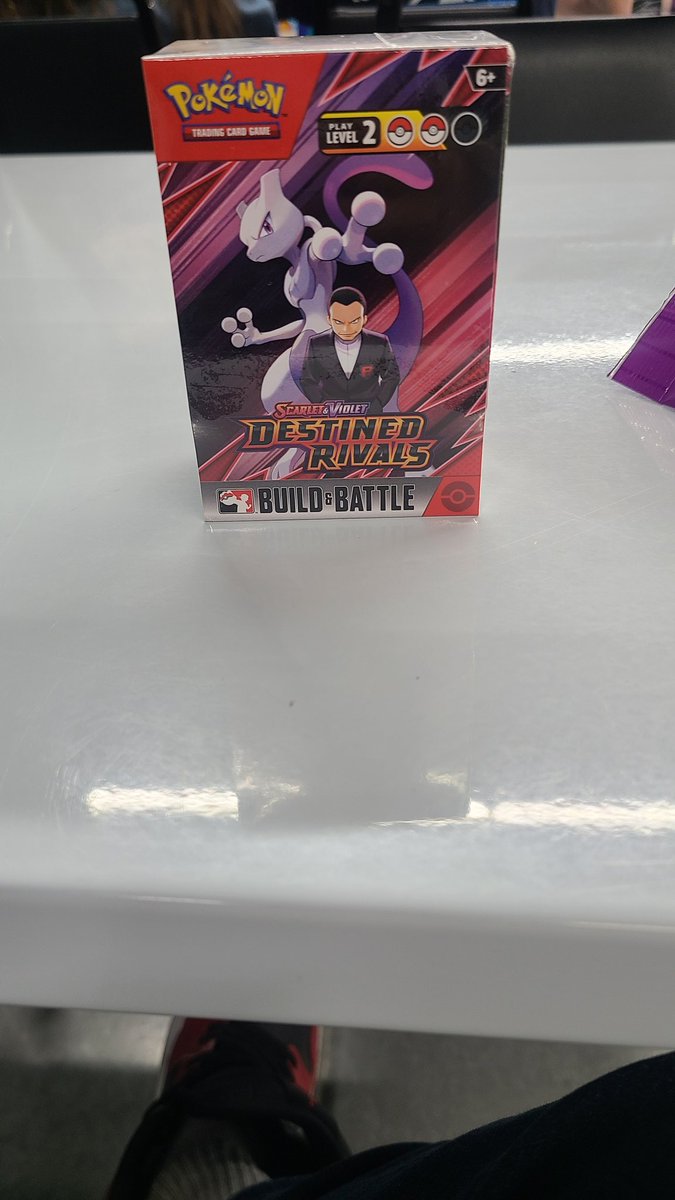 POKéMON
TRADING CARD GAME
6+
PLAY
LEVEL 2
SCARLET & VIOLET
DESTINED
RIVALS
BUILD & BATTLE